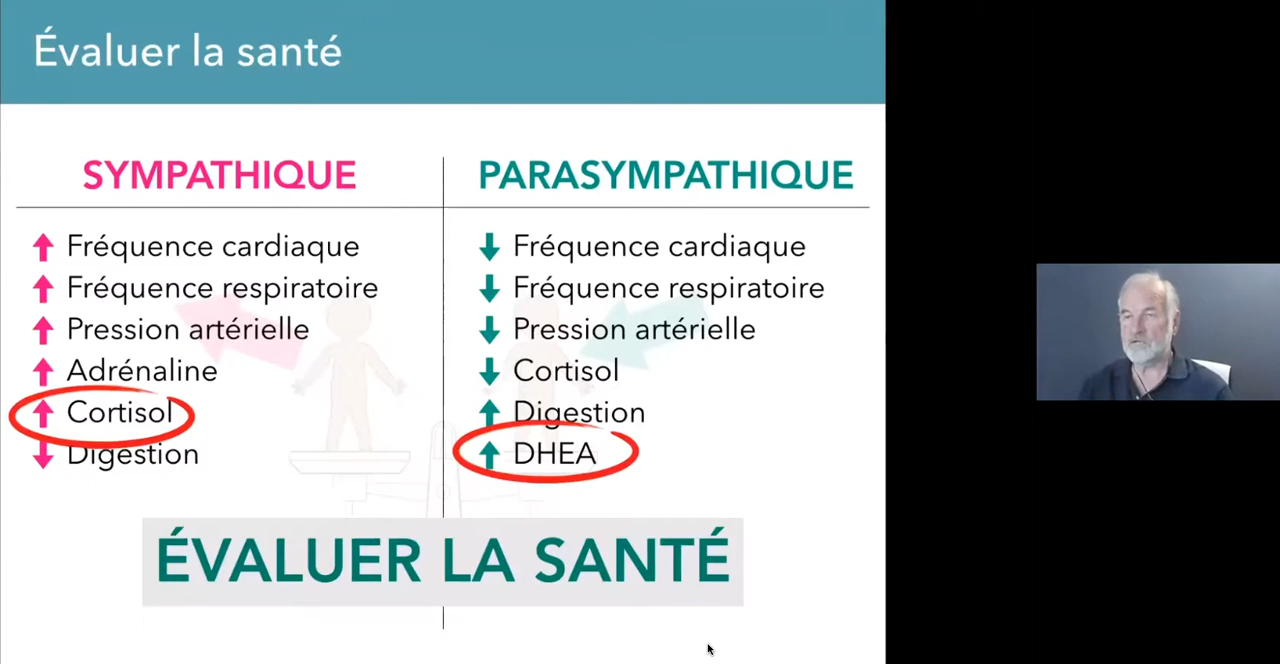 Évaluer la santé
SYMPATHIQUE
Fréquence cardiaque
Fréquence respiratoire
Pression artérielle
Adrénaline
Cortisol
Digestion
PARASYMPATHIQUE
Fréquence cardiaque
Fréquence respiratoire
Pression artérielle
Cortisol
Digestion
DHEA
ÉVALUER LA SANTÉ